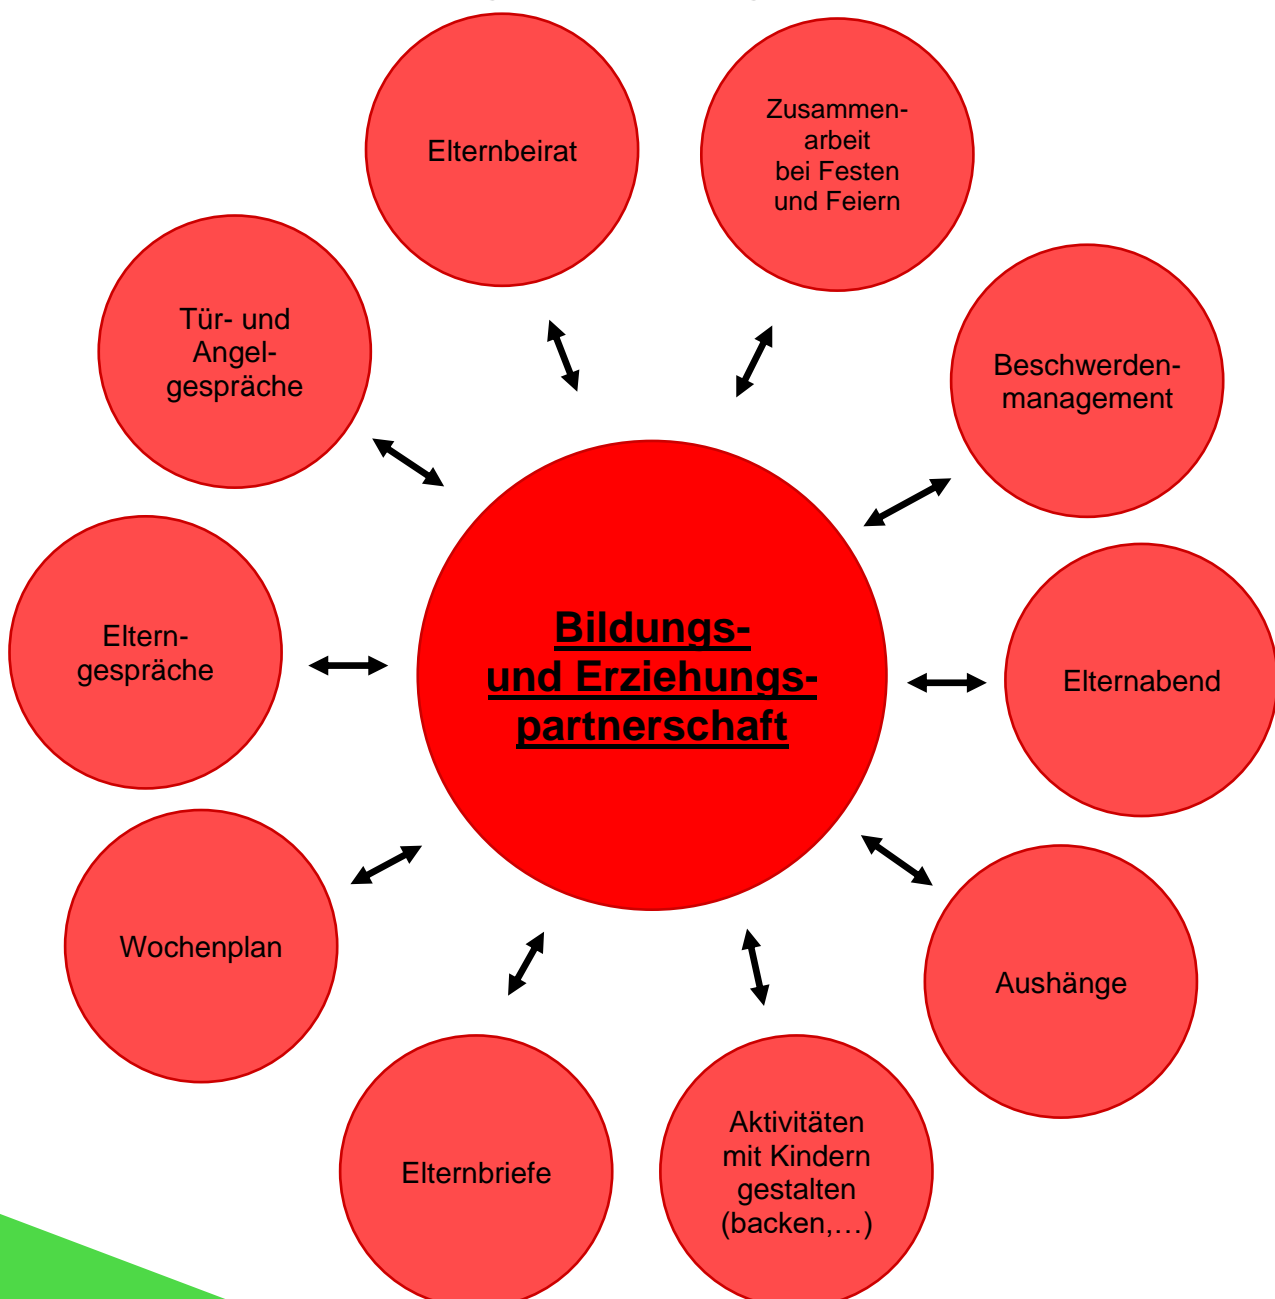 Elternbeirat
Zusammen-
arbeit
bei Festen
und Feiern
Tür- und
Angel-
gespräche
Beschwerden-
management
Eltern-
gespräche
Bildungs-
und Erziehungs-
partnerschaft
Elternabend
Wochenplan
Aushänge
Elternbriefe
Aktivitäten
mit Kindern
gestalten
(backen,…)